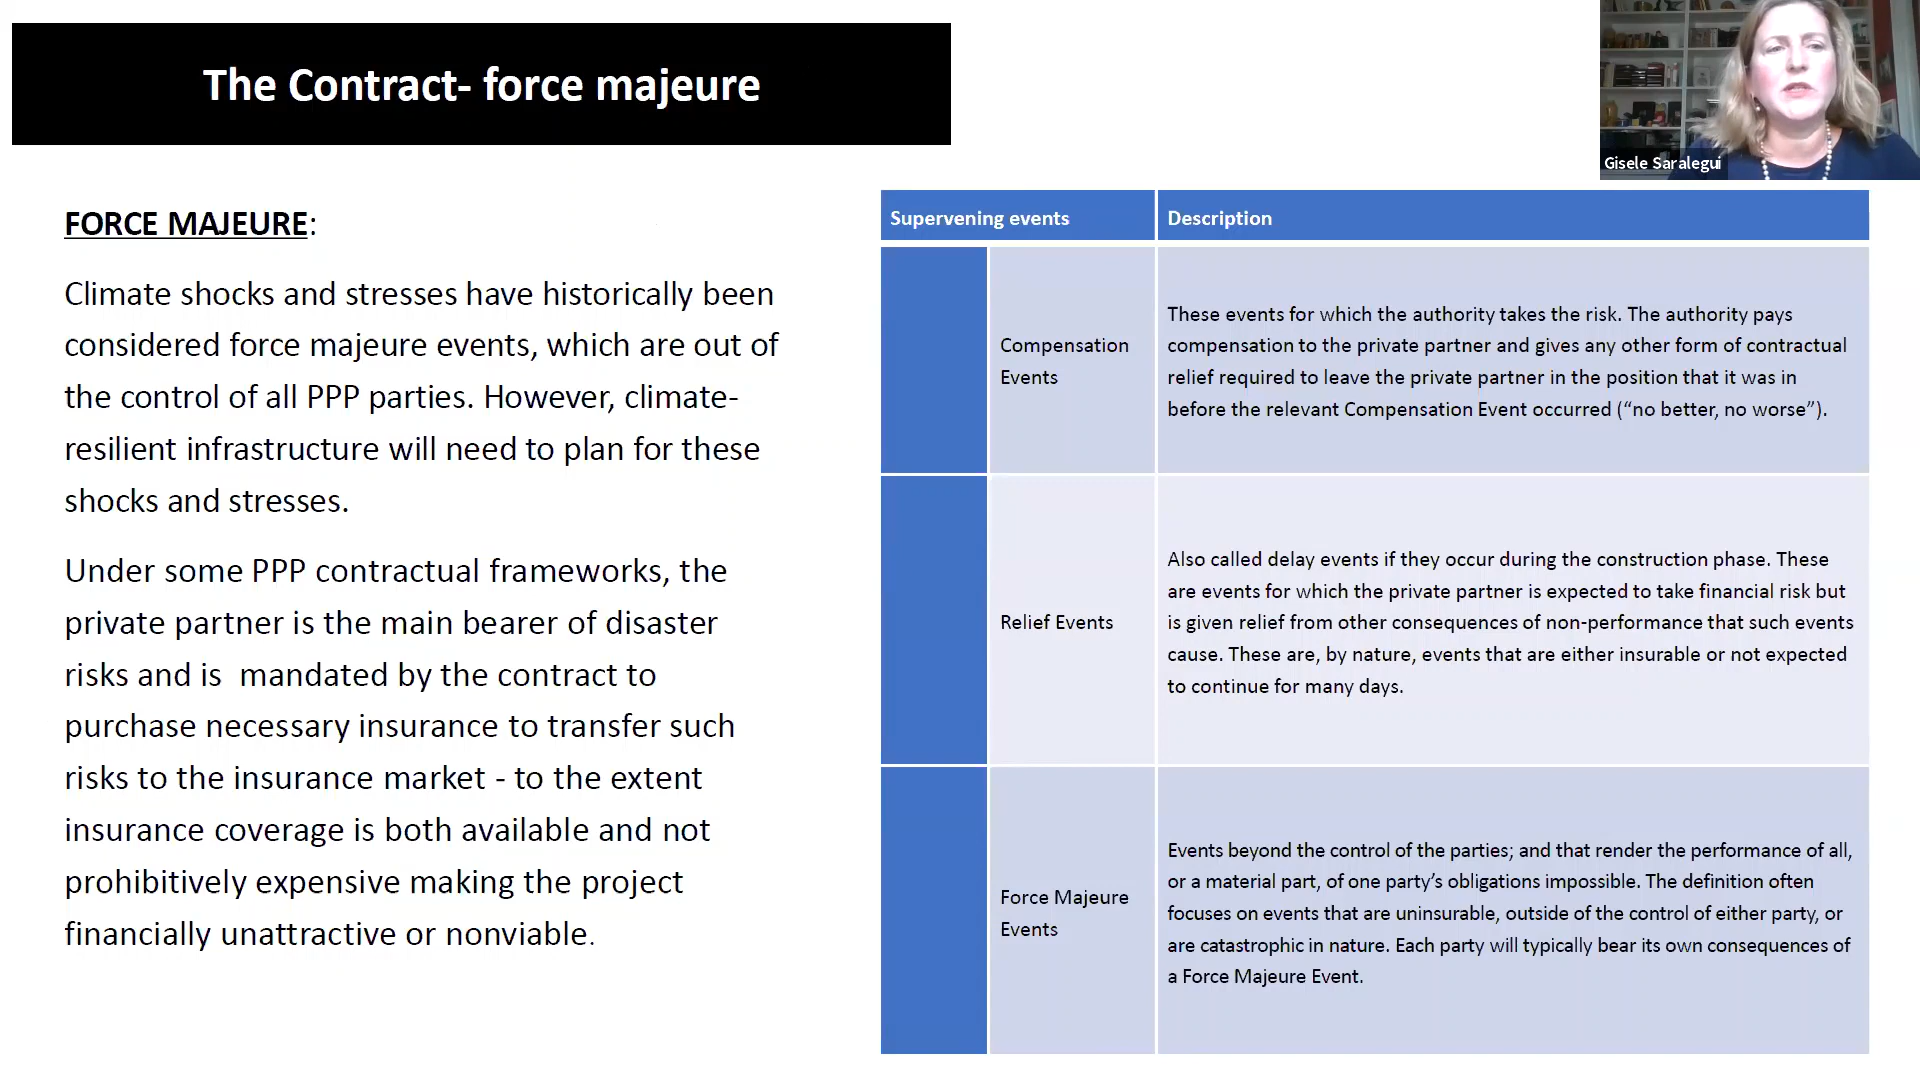 The Contract- force majeure
Gisele Saralegui
FORCE MAJEURE:
Climate shocks and stresses have historically been
considered force majeure events, which are out of
the control of all PPP parties. However, climate-
resilient infrastructure will need to plan for these
shocks and stresses.
Under some PPP contractual frameworks, the
private partner is the main bearer of disaster
risks and is  mandated by the contract to
purchase necessary insurance to transfer such
risks to the insurance market - to the extent
insurance coverage is both available and not
prohibitively expensive making the project
financially unattractive or nonviable.
Supervening events
Description
Compensation
Events
These events for which the authority takes the risk. The authority pays
compensation to the private partner and gives any other form of contractual
relief required to leave the private partner in the position that it was in
before the relevant Compensation Event occurred (“no better, no worse”).
Relief Events
Also called delay events if they occur during the construction phase. These
are events for which the private partner is expected to take financial risk but
is given relief from other consequences of non-performance that such events
cause. These are, by nature, events that are either insurable or not expected
to continue for many days.
Force Majeure
Events
Events beyond the control of the parties; and that render the performance of all,
or a material part, of one party’s obligations impossible. The definition often
focuses on events that are uninsurable, outside of the control of either party, or
are catastrophic in nature. Each party will typically bear its own consequences of
a Force Majeure Event.